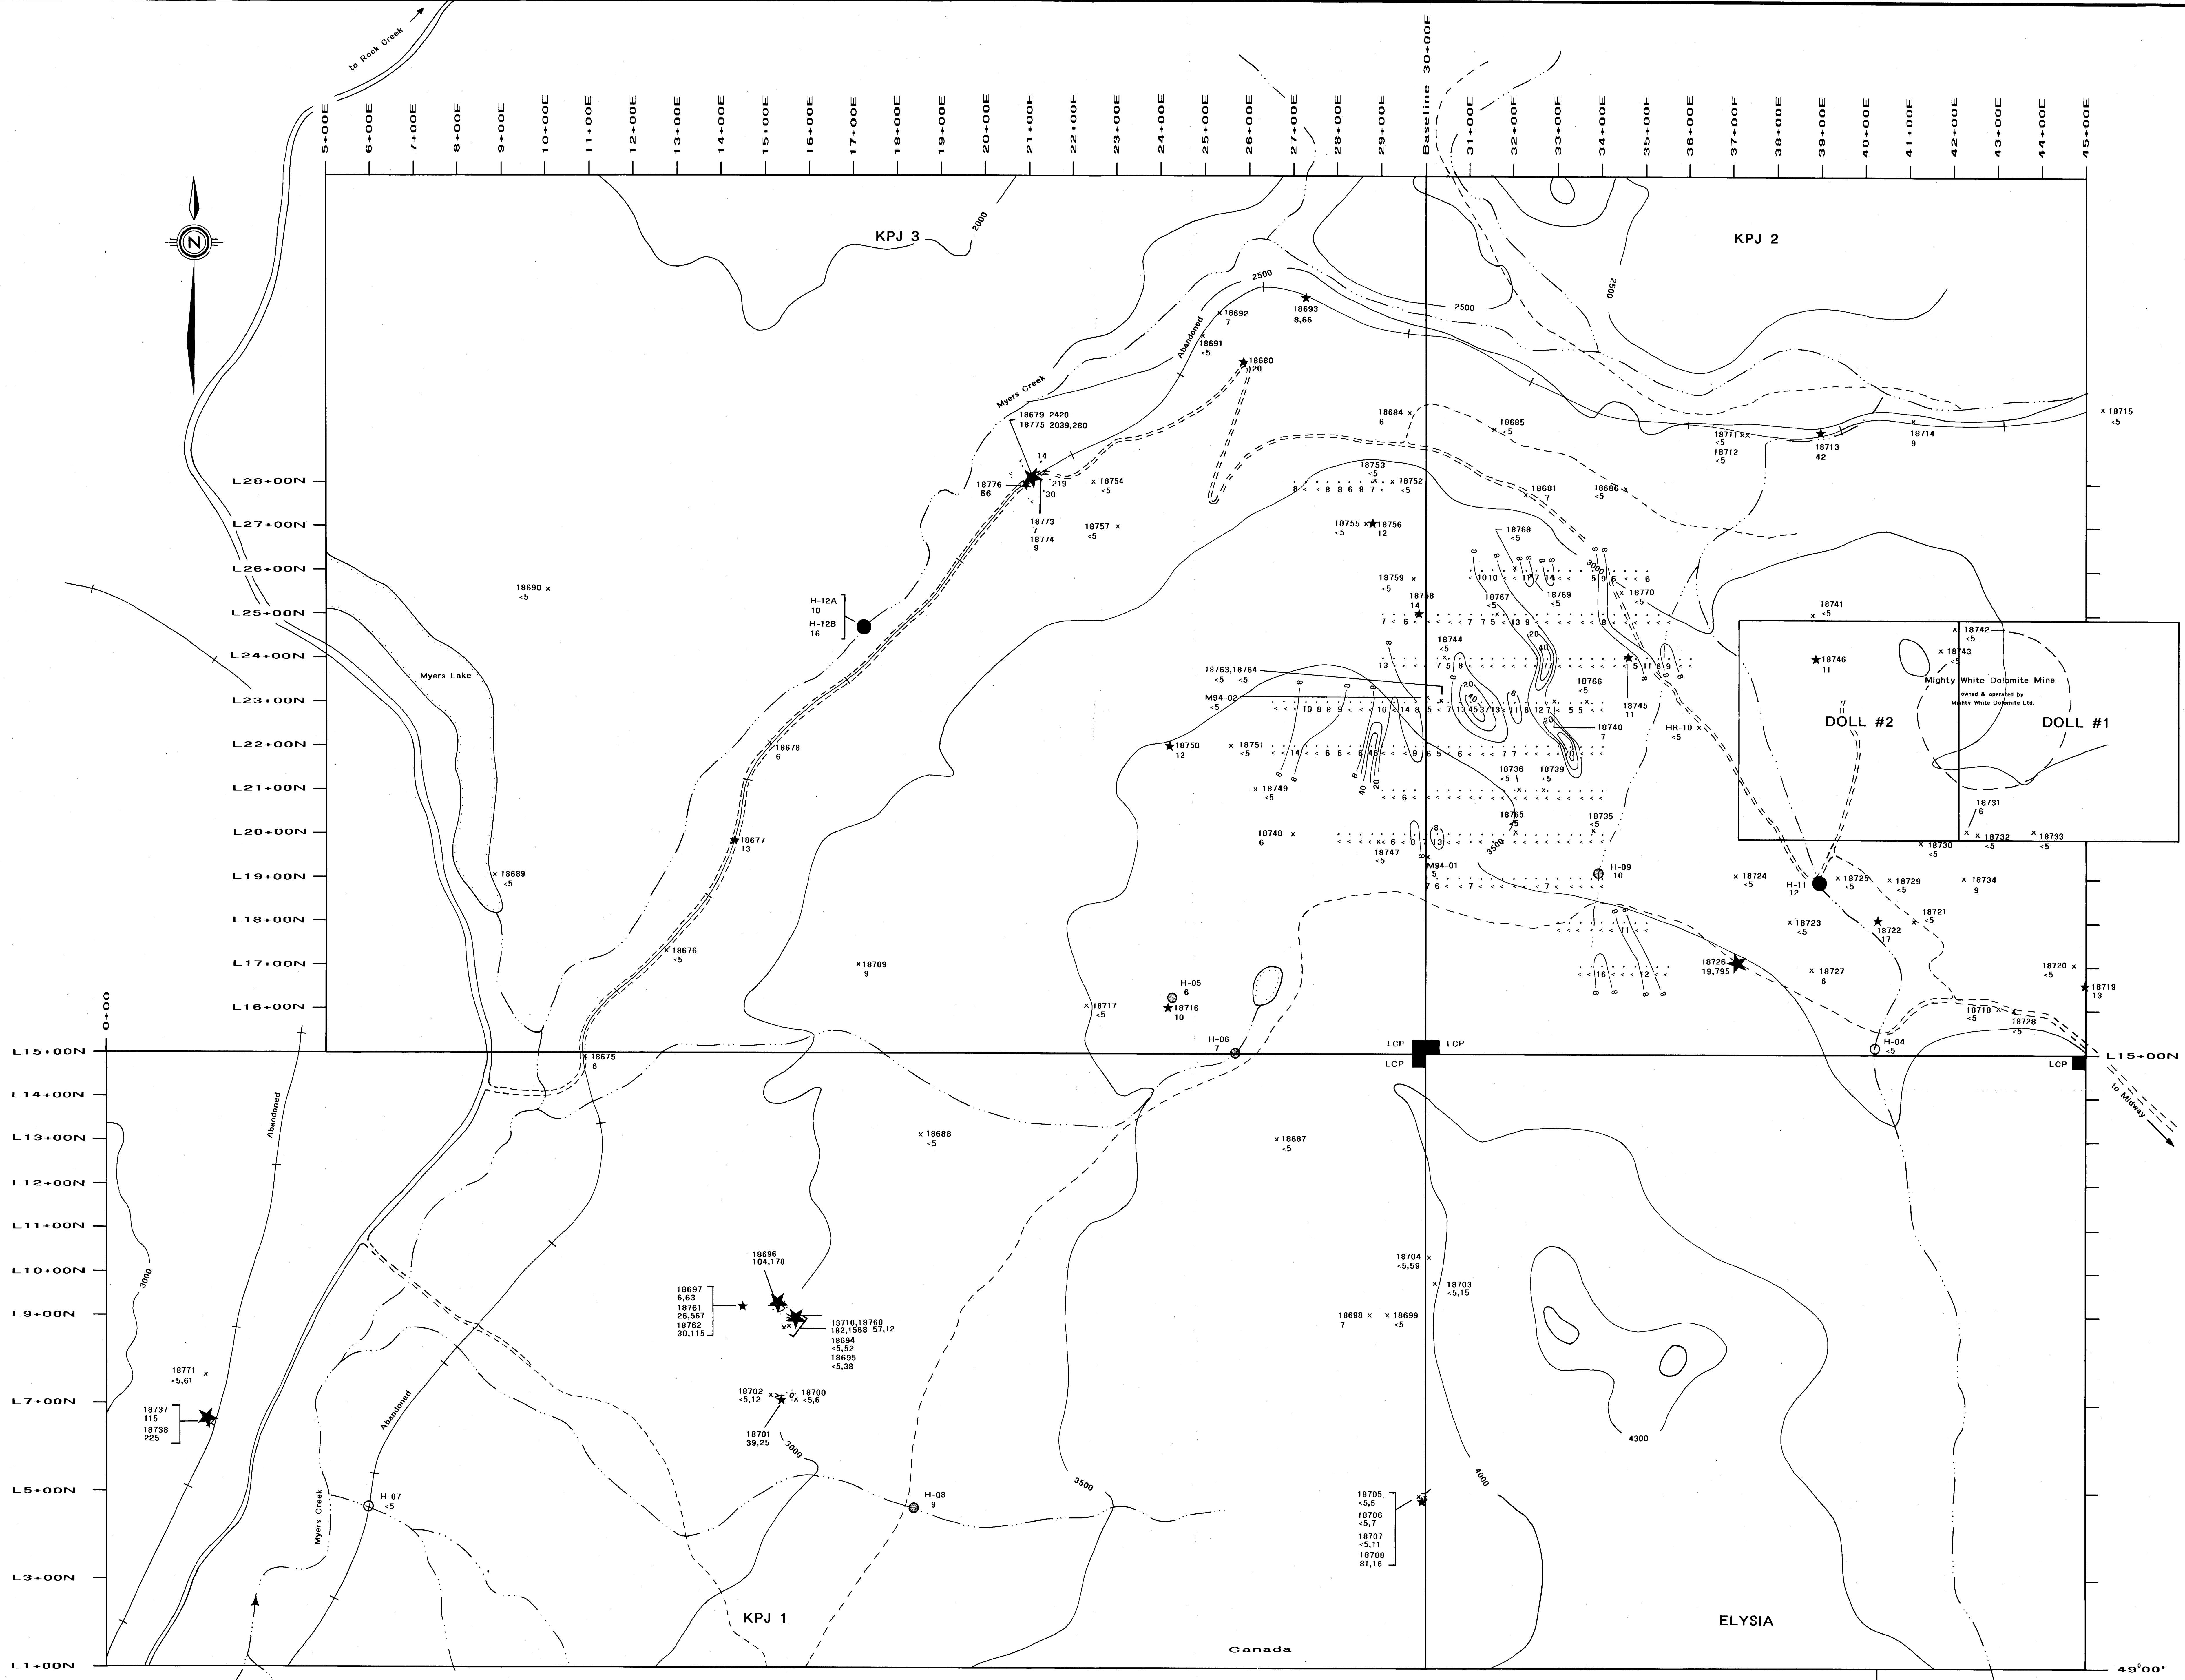 to Rock Creek
5+00E
6+00E
7+00E
8+00E
9+00E
10+00E
11+00E
12+00E
13+00E
14+00E
15+00E
16+00E
17+00E
18+00E
19+00E
20+00E
21+00E
22+00E
23+00E
24+00E
25+00E
26+00E
27+00E
28+00E
29+00E
Baseline 30+00E
31+00E
32+00E
33+00E
34+00E
35+00E
36+00E
37+00E
38+00E
39+00E
40+00E
41+00E
42+00E
43+00E
44+00E
45+00E
N
KPJ 3
2000
KPJ 2
2500
2500
2500
18693
8,66
18692
7
Abandoned
18691
<5
18680
20
Myers Creek
18679 2420
18775 2039,280
14
219
30
18776
66
18773
7
18774
9
18754
<5
18757
<5
18684
6
18685
<5
18711
<5
18712
<5
18713
42
18714
9
18715
<5
18753
<5
18752
<5
8 < < 8 8 6 8 7
18681
7
18686
<5
18755
<5
18756
12
18768
<5
L28+00N
L27+00N
L26+00N
L25+00N
L24+00N
L23+00N
L22+00N
L21+00N
L20+00N
L19+00N
L18+00N
L17+00N
L16+00N
L15+00N
L14+00N
L13+00N
L12+00N
L11+00N
L10+00N
L9+00N
L7+00N
L5+00N
L3+00N
L1+00N
0+00
18690
<5
H-12A
10
H-12B
16
Myers Lake
18759
<5
18758
14
18767
<5
18769
<5
18770
<5
3000
18741
<5
18742
<5
18743
<5
18746
11
Mighty White Dolomite Mine
owned & operated by
Mighty White Dolomite Ltd.
DOLL #2
DOLL #1
18744
<5
18763,18764
<5 <5
M94-02
<5
18766
<5
18745
11
18740
7
HR-10
<5
18678
6
18750
12
18751
<5
18749
<5
18736
<5
18739
<5
18748
6
18747
<5
18765
<5
18735
<5
3500
M94-01
5
H-09
10
18677
13
18689
<5
18676
<5
18709
9
18731
6
18732
<5
18733
<5
18730
<5
18724
<5
H-11
12
18725
<5
18729
<5
18734
9
18723
<5
18722
17
18721
<5
18726
19,795
18727
6
18720
<5
18719
13
18718
<5
18728
<5
H-05
6
18717
<5
18716
10
H-06
7
LCP
LCP
LCP
H-04
<5
LCP
L15+00N
to Midway
18675
6
Abandoned
18688
<5
18687
<5
3000
18696
104,170
18697
6,63
18761
26,567
18762
30,115
18710,18760
182,1568 57,12
18694
<5,52
18695
<5,38
18704
<5,59
18703
<5,15
18698
7
18699
<5
18771
<5,61
18737
115
18738
225
Abandoned
18702
<5,12
18700
<5,6
18701
39,25
3000
4300
4000
3500
H-07
<5
Myers Creek
H-08
9
18705
<5,5
18706
<5,7
18707
<5,11
18708
81,16
KPJ 1
ELYSIA
Canada
49°00'